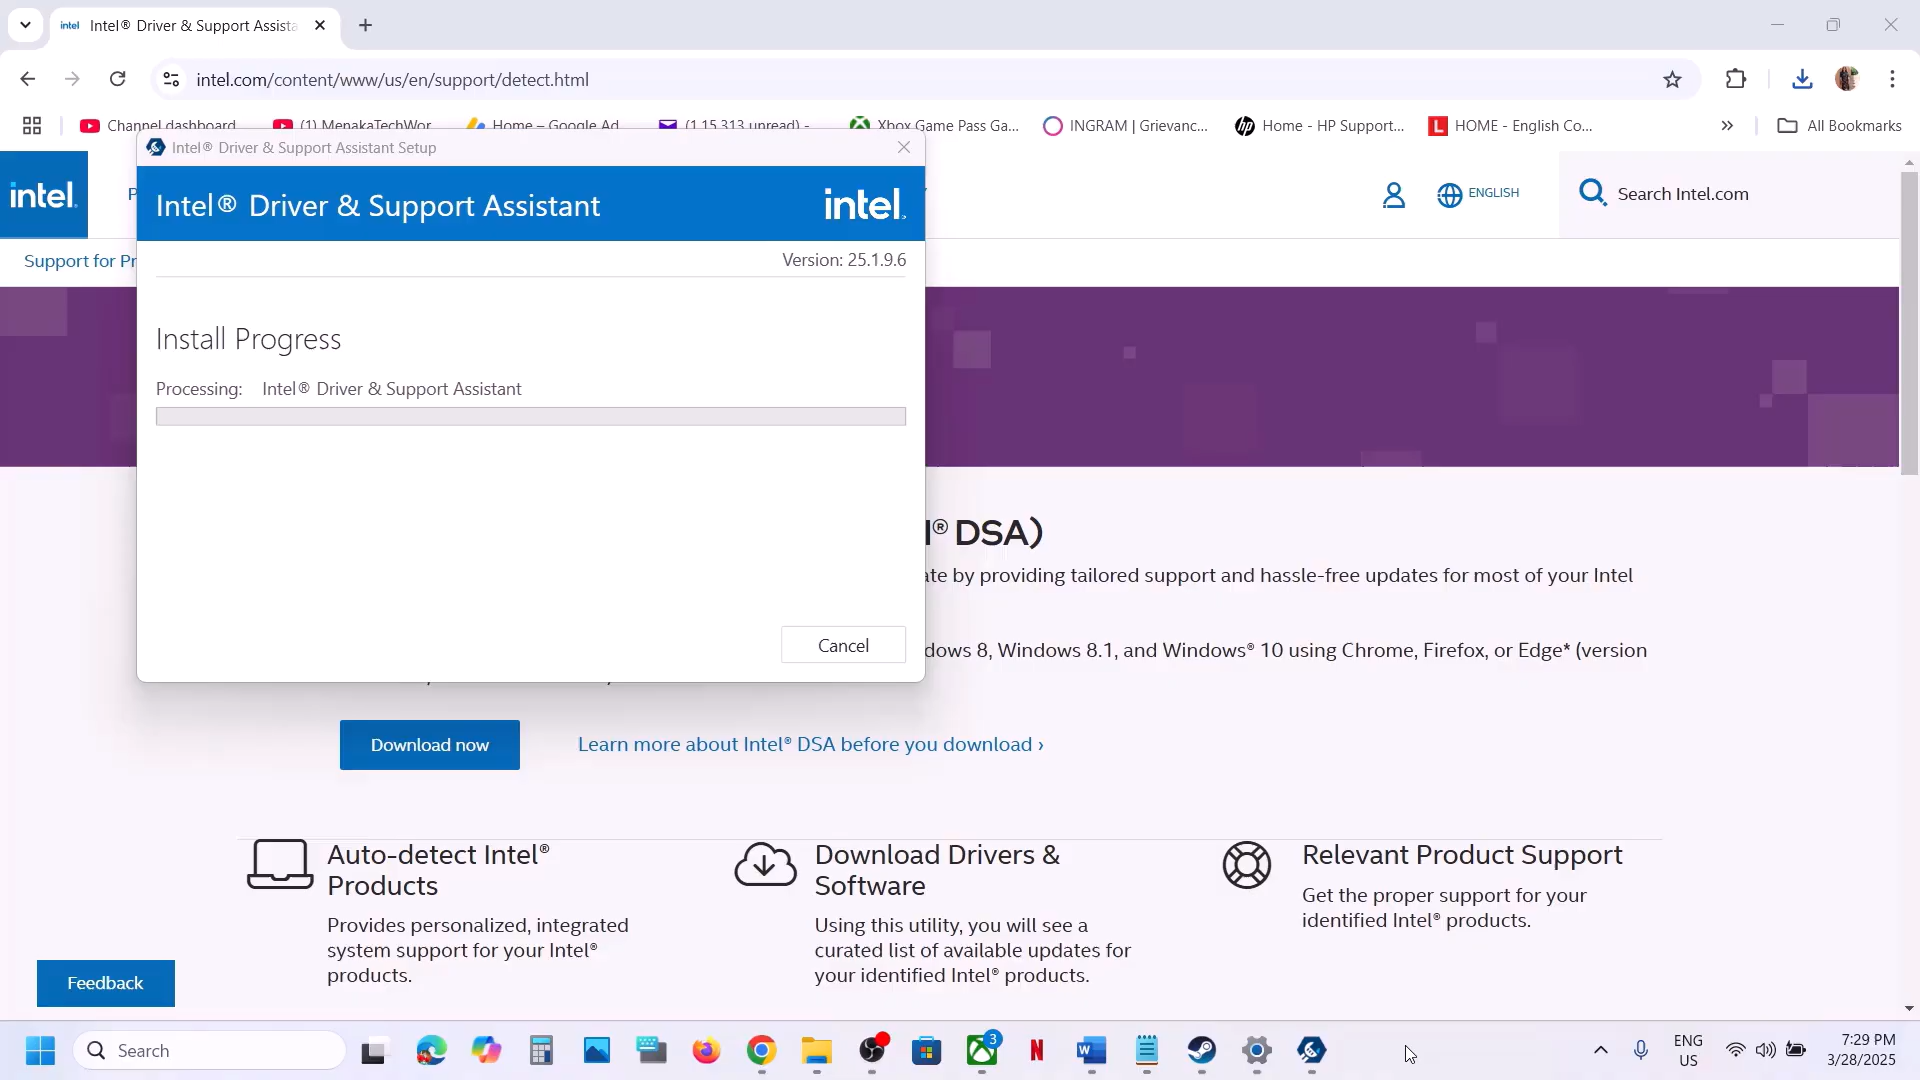 intel Intel® Driver & Support Assista
intel.com/content/www/us/en/support/detect.html
Channel dashboard
(1) MenakaTechWor
Home – Google Ad
(1,15,313 unread) -
Xbox Game Pass Ga...
INGRAM | Grievanc...
hp Home - HP Support...
L HOME - English Co...
All Bookmarks
Intel® Driver & Support Assistant Setup
intel.
P
Intel® Driver & Support Assistant
intel.
ENGLISH
Search Intel.com
Support for Pr
Version: 25.1.9.6
Install Progress
Processing: Intel® Driver & Support Assistant
® DSA)
ate by providing tailored support and hassle-free updates for most of your Intel
Cancel
dows 8, Windows 8.1, and Windows® 10 using Chrome, Firefox, or Edge* (version
Download now
Learn more about Intel® DSA before you download ›
Auto-detect Intel®
Products
Provides personalized, integrated
system support for your Intel®
products.
Download Drivers &
Software
Using this utility, you will see a
curated list of available updates for
your identified Intel® products.
Relevant Product Support
Get the proper support for your
identified Intel® products.
Feedback
Search
3
N
W
ENG
US
7:29 PM
3/28/2025